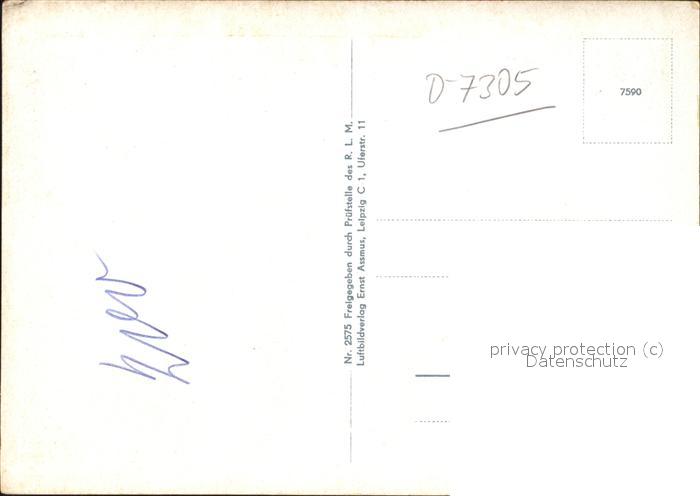 D-7305
7590
Nr. 2575 Freigegeben durch Prüfstelle des R. L. M.
Luftbildverlag Ernst Assmus, Leipzig C 1, Uferstr. 11
privacy protection (c)
Datenschutz